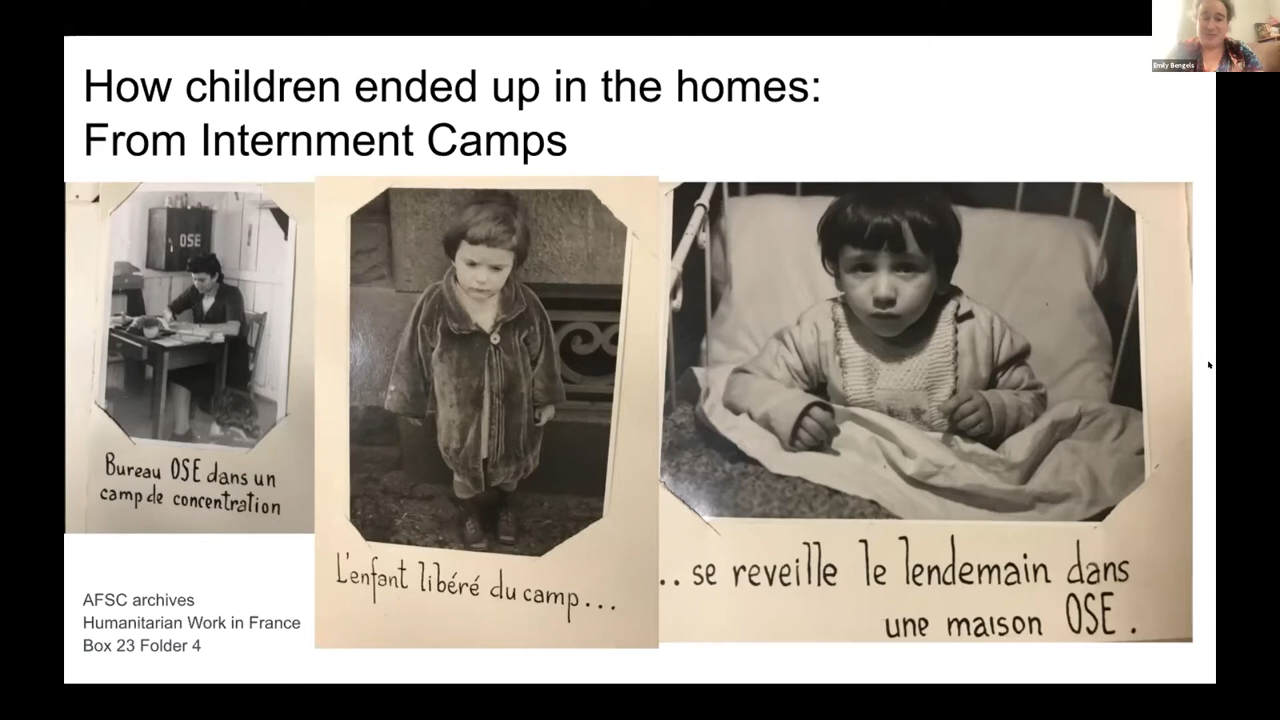 Emily Bengels
How children ended up in the homes:
From Internment Camps
OSE
Bureau OSE dans un
camp de concentration
L'enfant libéré du camp...
..se reveille le lendemain dans
une maison OSE.
AFSC archives
Humanitarian Work in France
Box 23 Folder 4